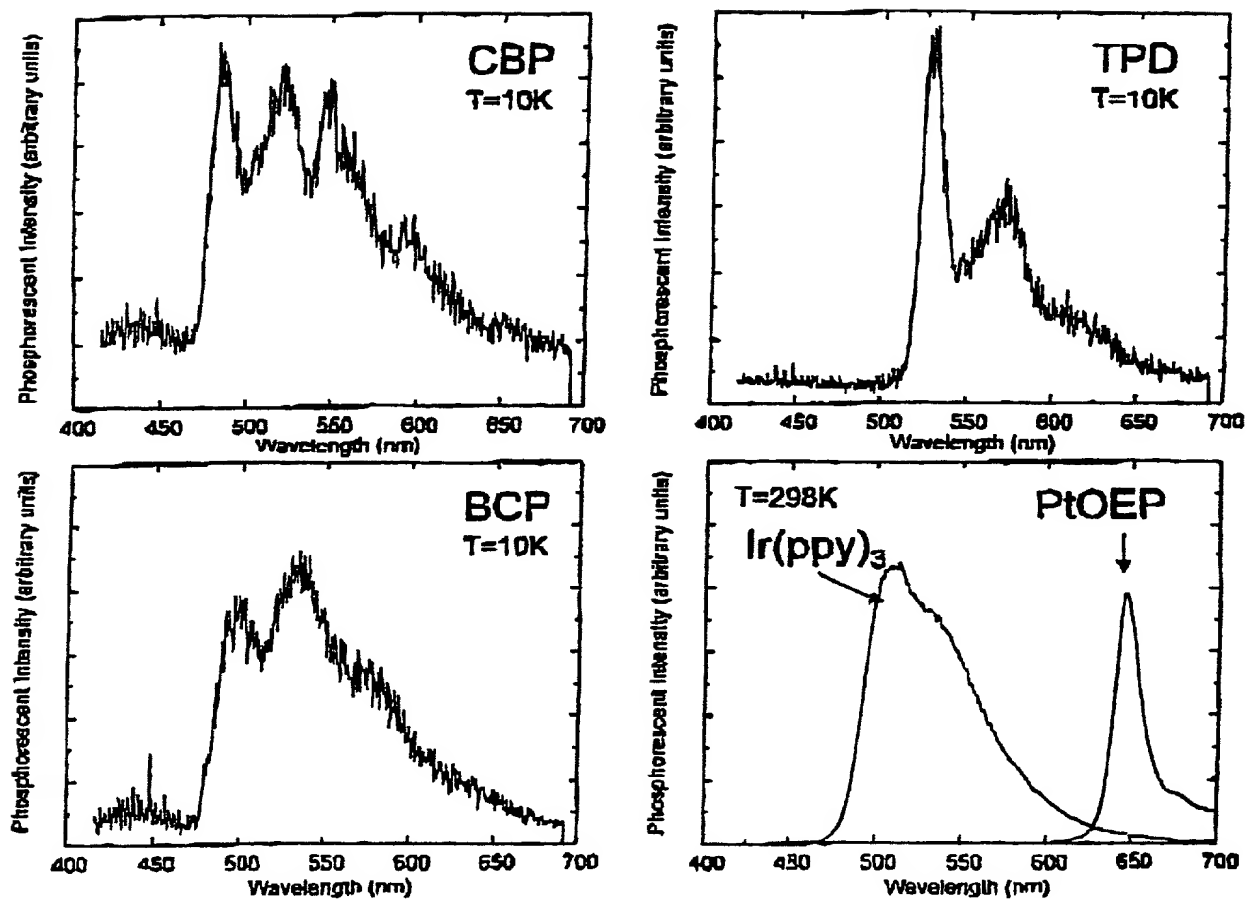 Phosphorescent Intensity (arbitrary units)
CBP
T=10K
400 450 500 550 600 650 700
Wavelength (nm)
Phosphorescent Intensity (arbitrary units)
TPD
T=10K
400 450 500 550 600 650 700
Wavelength (nm)
Phosphorescent Intensity (arbitrary units)
BCP
T=10K
400 450 500 550 600 650 700
Wavelength (nm)
Phosphorescent Intensity (arbitrary units)
T=298K
PtOEP
Ir(ppy)₃
400 450 500 550 600 650 700
Wavelength (nm)